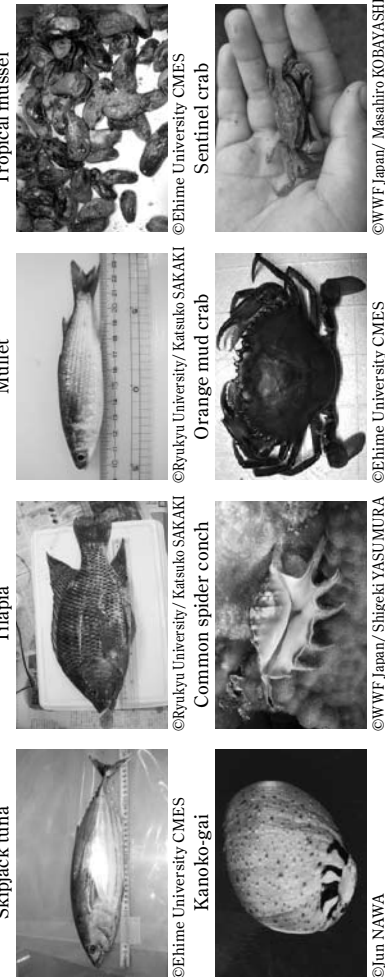 Skipjack tuna
Tilapia
Mullet
Tropical mussel
©Ehime University CMES
©Ryukyu University/ Katsuko SAKAKI
©Ryukyu University/ Katsuko SAKAKI
©Ehime University CMES
Kanoko-gai
Common spider conch
Orange mud crab
Sentinel crab
©Jun NAWA
©WWF Japan/ Shigeki YASUMURA
©Ehime University CMES
©WWF Japan/ Masahiro KOBAYASHI